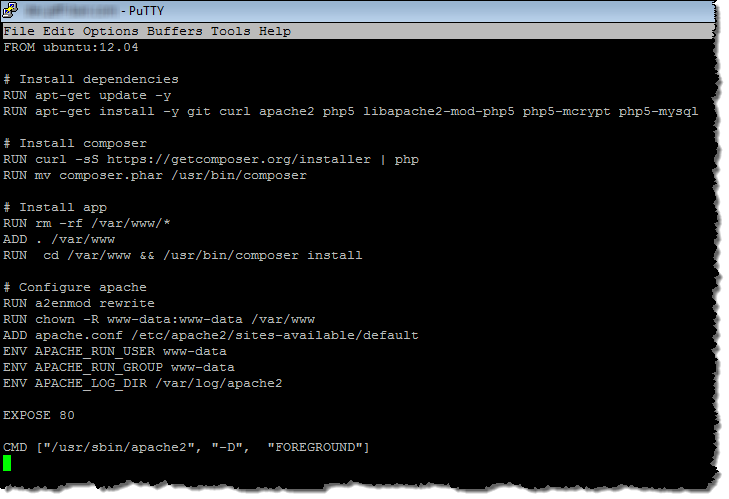 - PuTTY
File Edit Options Buffers Tools Help
FROM ubuntu:12.04
# Install dependencies
RUN apt-get update -y
RUN apt-get install -y git curl apache2 php5 libapache2-mod-php5 php5-mcrypt php5-mysql
# Install composer
RUN curl -sS https://getcomposer.org/installer | php
RUN mv composer.phar /usr/bin/composer
# Install app
RUN rm -rf /var/www/*
ADD . /var/www
RUN  cd /var/www && /usr/bin/composer install
# Configure apache
RUN a2enmod rewrite
RUN chown -R www-data:www-data /var/www
ADD apache.conf /etc/apache2/sites-available/default
ENV APACHE_RUN_USER www-data
ENV APACHE_RUN_GROUP www-data
ENV APACHE_LOG_DIR /var/log/apache2
EXPOSE 80
CMD ["/usr/sbin/apache2", "-D",  "FOREGROUND"]